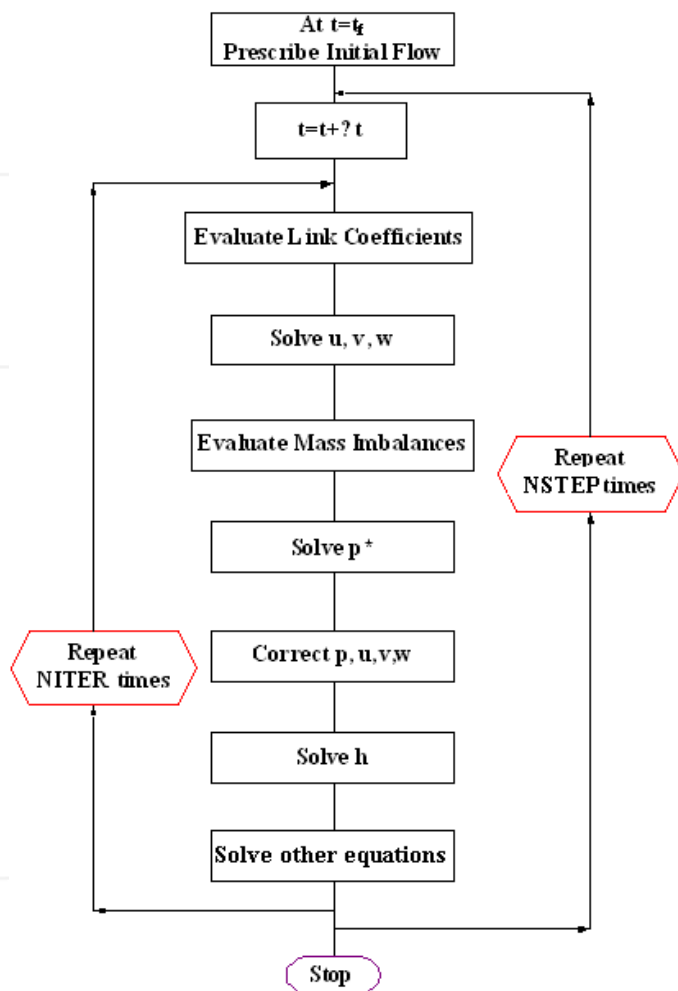 At t=tf
Prescribe Initial Flow
t=t+? t
Evaluate Link Coefficients
Solve u, v, w
Evaluate Mass Imbalances
Repeat
NSTEP times
Solve p*
Repeat
NITER times
Correct p, u,v,w
Solve h
Solve other equations
Stop